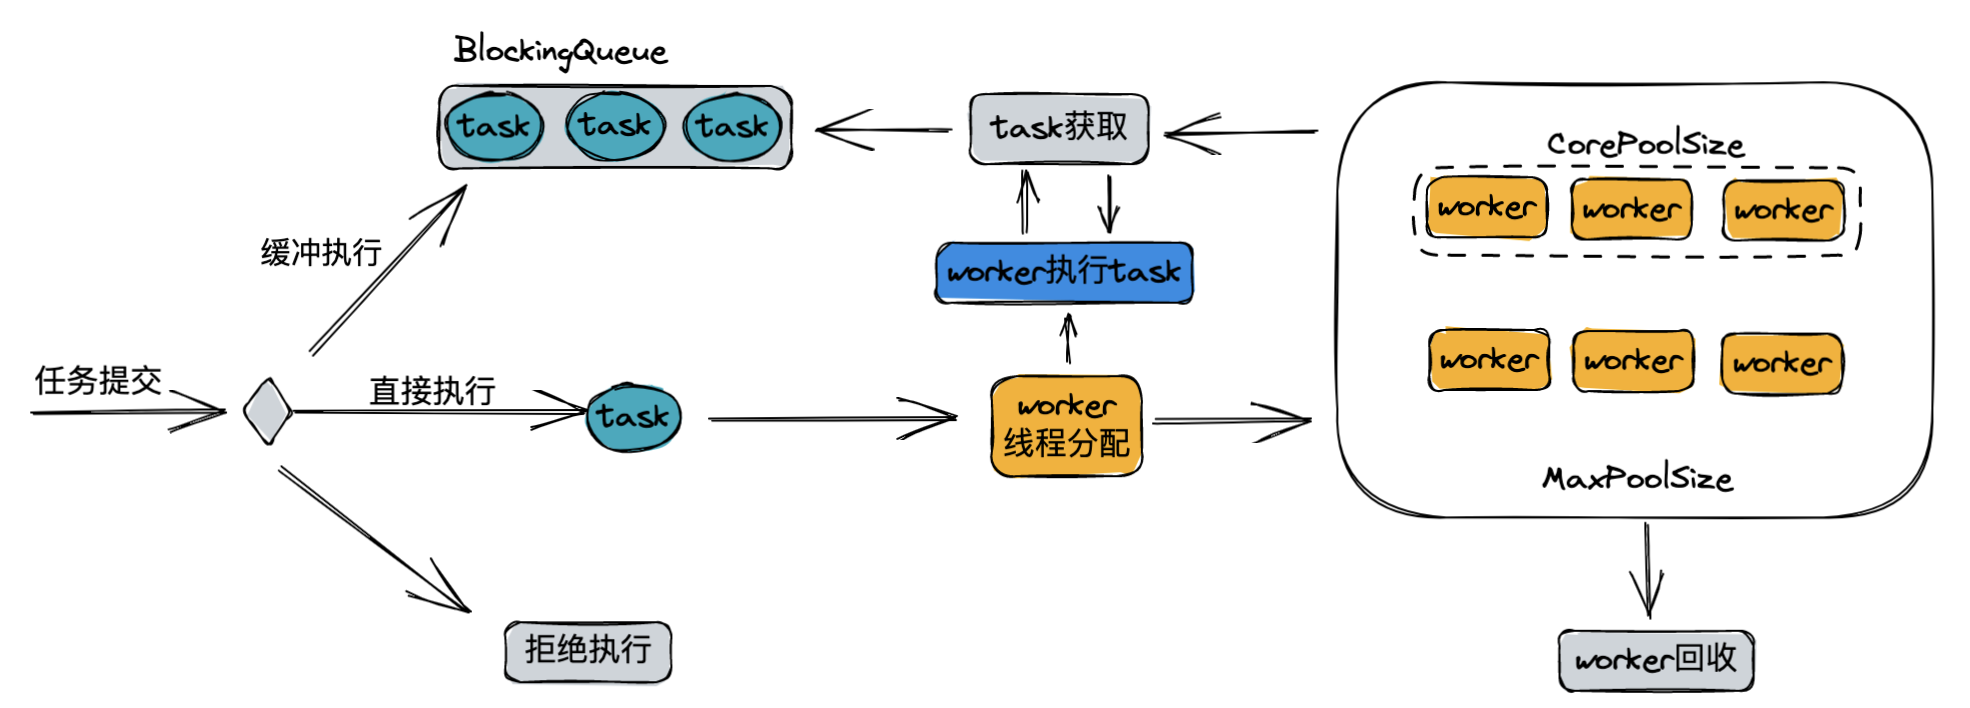 BlockingQueue
task task task
task获取
CorePoolSize
worker worker worker
缓冲执行
worker执行task
worker worker worker
任务提交
直接执行
task
worker
线程分配
MaxPoolSize
拒绝执行
worker回收